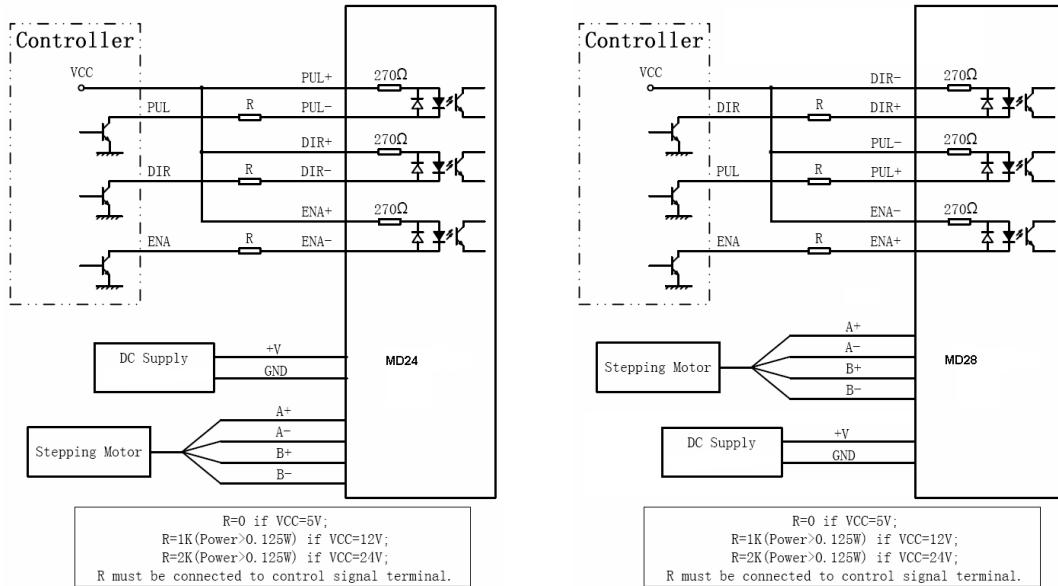 Controller
VCC
PUL+
270Ω
PUL
R
PUL-
DIR+
270Ω
DIR
R
DIR-
ENA+
270Ω
ENA
R
ENA-
DC Supply
+V
GND
MD24
Stepping Motor
A+
A-
B+
B-
R=0 if VCC=5V;
R=1K(Power>0.125W) if VCC=12V;
R=2K(Power>0.125W) if VCC=24V;
R must be connected to control signal terminal.
Controller
VCC
DIR-
270Ω
DIR
R
DIR+
PUL-
270Ω
PUL
R
PUL+
ENA-
270Ω
ENA
R
ENA+
Stepping Motor
A+
A-
B+
B-
MD28
DC Supply
+V
GND
R=0 if VCC=5V;
R=1K(Power>0.125W) if VCC=12V;
R=2K(Power>0.125W) if VCC=24V;
R must be connected to control signal terminal.